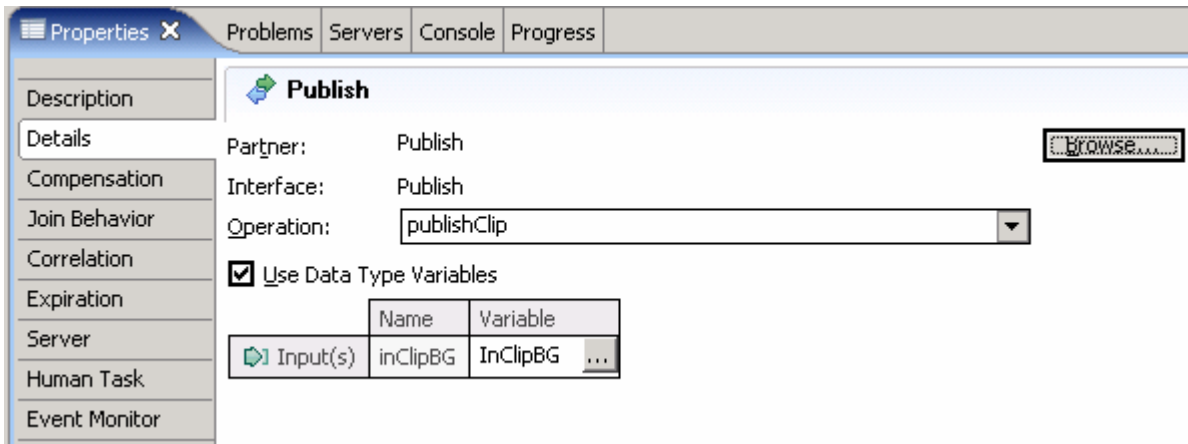 Properties Problems Servers Console Progress
Description
Details
Compensation
Join Behavior
Correlation
Expiration
Server
Human Task
Event Monitor
Publish
Partner: Publish Browse...
Interface: Publish
Operation: publishClip
Use Data Type Variables
Name Variable
Input(s) inClipBG InClipBG ...